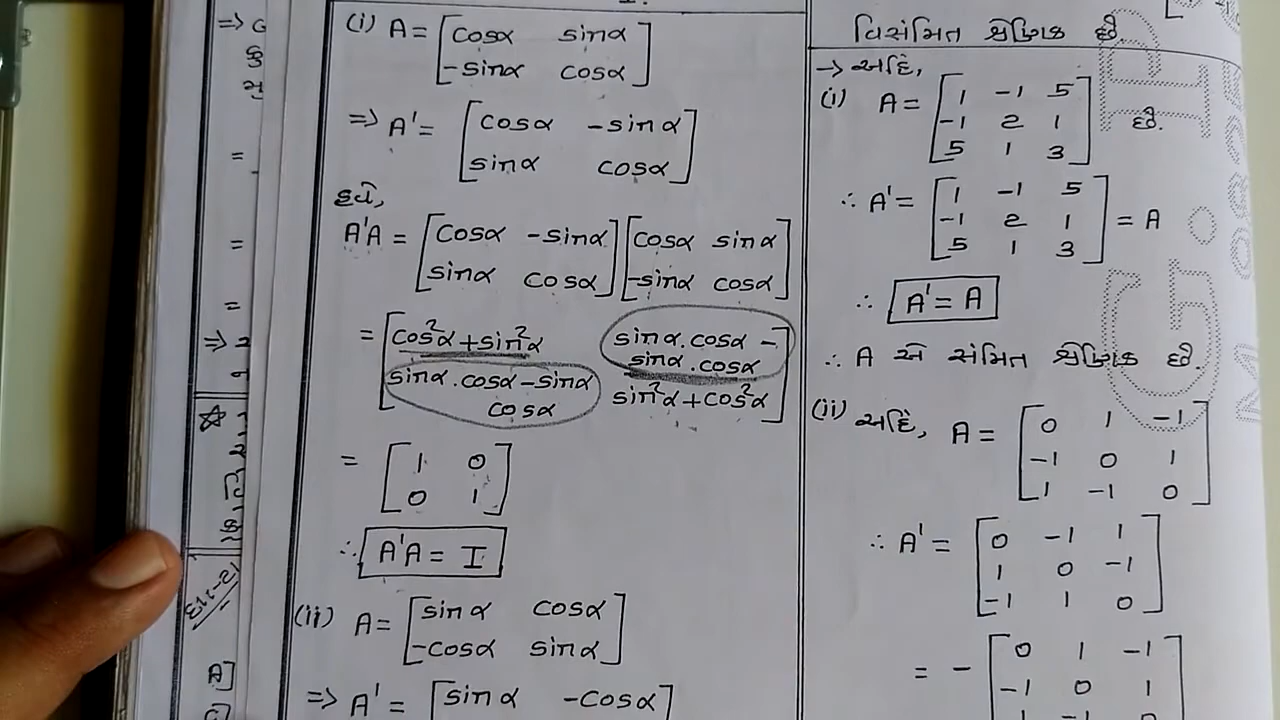 (i) A = [cosα sinα
-sinα cosα]
=> A' = [cosα -sinα
sinα cosα]
હવે,
A'A = [cosα -sinα] [cosα sinα]
[sinα cosα] [-sinα cosα]
= [cos²α+sin²α sinα.cosα -
sinα.cosα
sinα.cosα-sinα
cosα sin²α+cos²α]
= [1 0
0 1]
∴ A'A = I
(ii) A = [sinα cosα
-cosα sinα]
=> A' = [sinα -cosα]
વિસંમિત શ્રેણિક છે.
→ અહિં,
(i) A = [1 -1 5
-1 2 1
5 1 3] છે.
∴ A' = [1 -1 5
-1 2 1
5 1 3] = A
∴ A' = A
∴ A એ સંમિત શ્રેણિક છે.
(ii) અહિં, A = [0 1 -1
-1 0 1
1 -1 0]
∴ A' = [0 -1 1
1 0 -1
-1 1 0]
= - [0 1 -1
-1 0 1